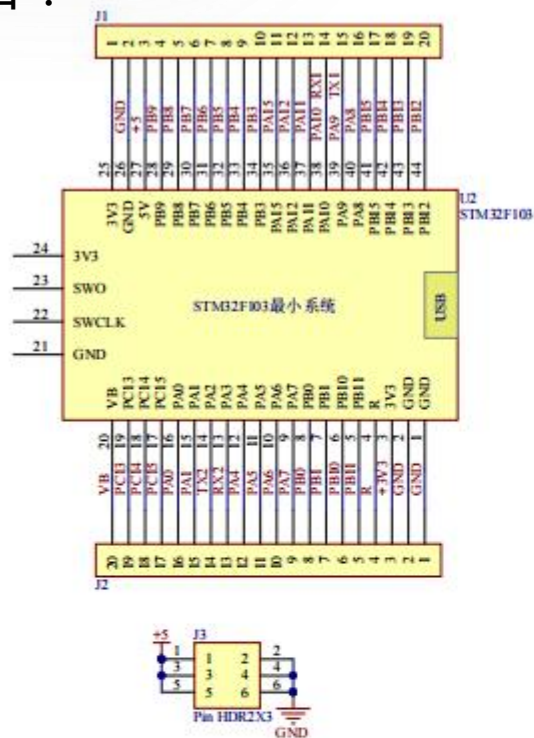 J1
1 2 3 4 5 6 7 8 9 10 11 12 13 14 15 16 17 18 19 20
GND +5 PB9 PB8 PB7 PB6 PB5 PB4 PB3 PA15 PA12 PA11 PA10 RX1 PA9 TX1 PA8 PB15 PB14 PB13 PB12
25 26 27 28 29 30 31 32 33 34 35 36 37 38 39 40 41 42 43 44
U2
STM32F103
3V3 GND 5V PB9 PB8 PB7 PB6 PB5 PB4 PB3 PA15 PA12 PA11 PA10 PA9 PA8 PB15 PB14 PB13 PB12
24 3V3
23 SWO
22 SWCLK
21 GND
STM32F103最小系统
USB
VB PC13 PC14 PC15 PA0 PA1 PA2 PA3 PA4 PA5 PA6 PA7 PB0 PB1 PB10 PB11 R 3V3 GND GND
20 19 18 17 16 15 14 13 12 11 10 9 8 7 6 5 4 3 2 1
VB PC13 PC14 PC15 PA0 PA1 TX2 RX2 PA4 PA5 PA6 PA7 PB0 PB1 PB10 PB11 R +3V3 GND GND
20 19 18 17 16 15 14 13 12 11 10 9 8 7 6 5 4 3 2 1
J2
+5
J3
1 1 2 2
3 3 4 4
5 5 6 6
Pin HDR2X3
GND